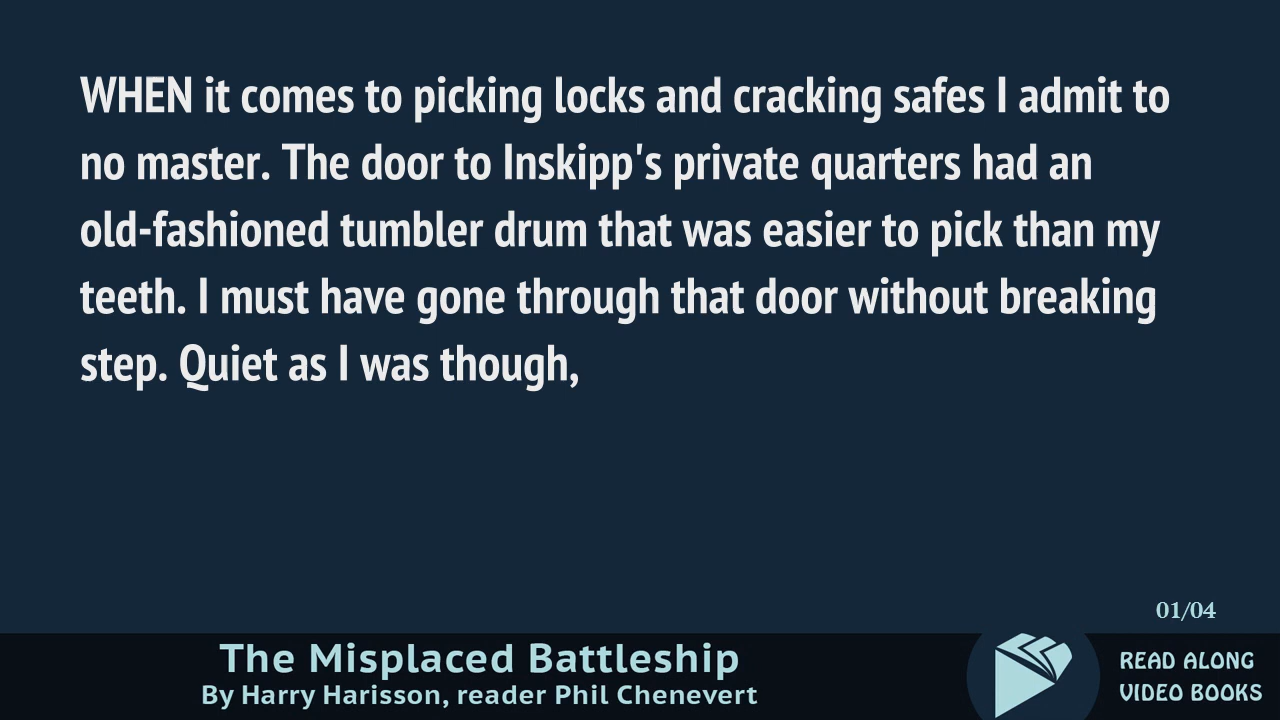 WHEN it comes to picking locks and cracking safes I admit to
no master. The door to Inskipp's private quarters had an
old-fashioned tumbler drum that was easier to pick than my
teeth. I must have gone through that door without breaking
step. Quiet as I was though,
01/04
The Misplaced Battleship
By Harry Harisson, reader Phil Chenevert
READ ALONG
VIDEO BOOKS